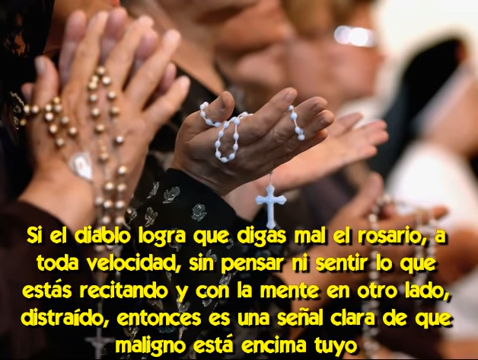 Si el diablo logra que digas mal el rosario, a
toda velocidad, sin pensar ni sentir lo que
estás recitando y con la mente en otro lado,
distraído, entonces es una señal clara de que
maligno está encima tuyo